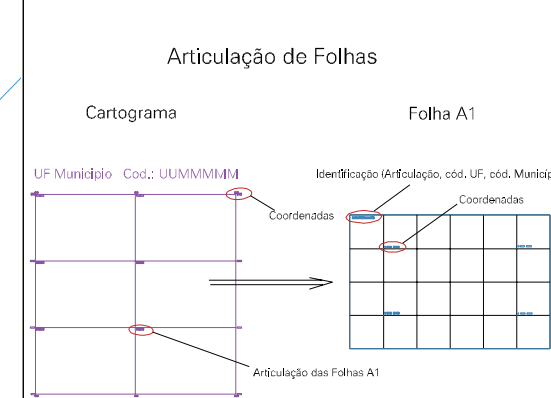 Articulação de Folhas
Cartograma
Folha A1
UF Municipio Cod.: UUMMMMM
Identificação (Articulação, cód. UF, cód. Municíp
Coordenadas
Coordenadas
Articulação das Folhas A1